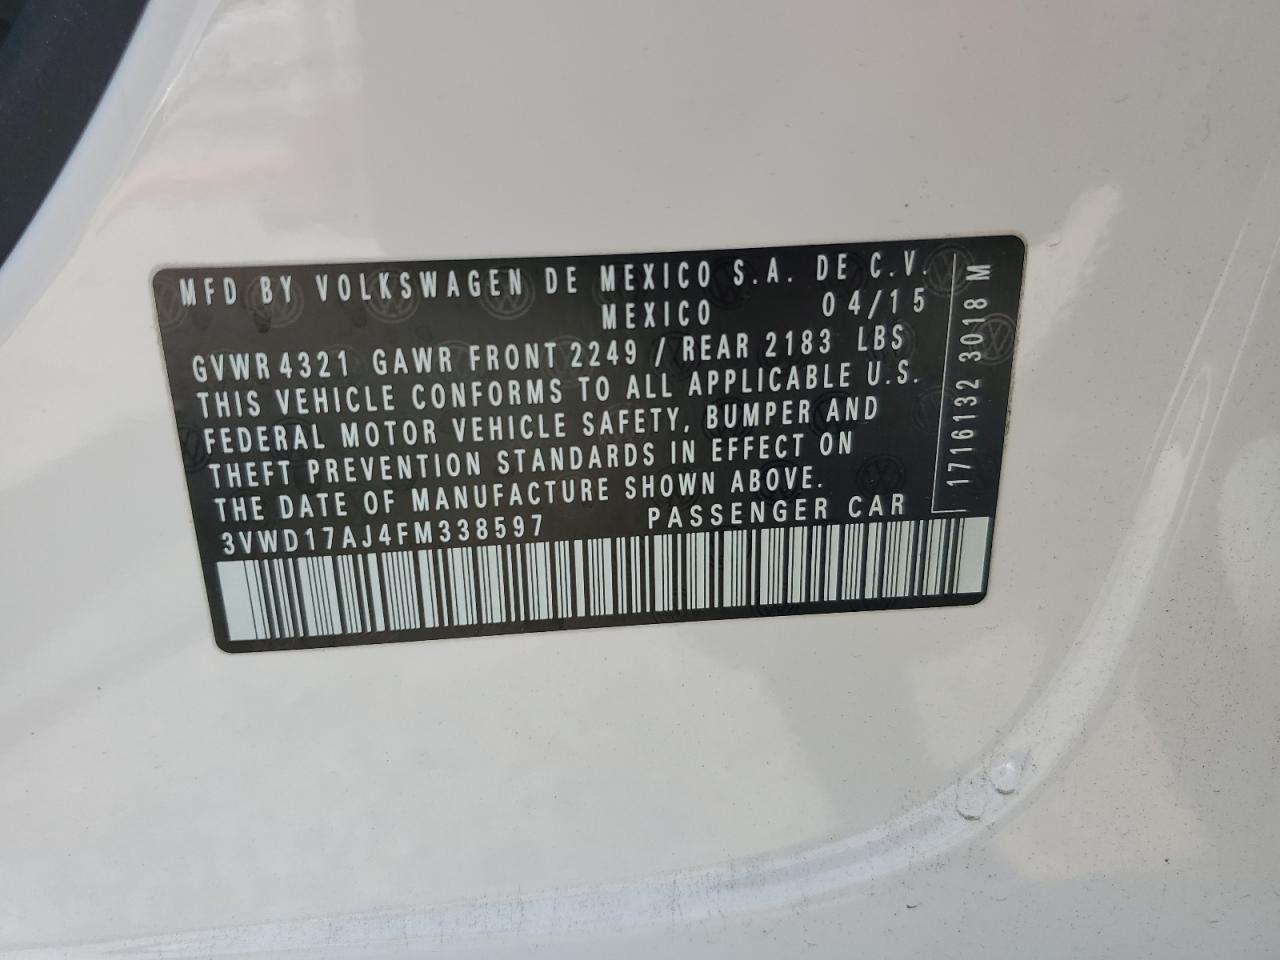 MFD BY VOLKSWAGEN DE MEXICO S.A. DE C.V.
MEXICO 04/15
GVWR 4321 GAWR FRONT 2249 / REAR 2183 LBS
THIS VEHICLE CONFORMS TO ALL APPLICABLE U.S.
FEDERAL MOTOR VEHICLE SAFETY, BUMPER AND
THEFT PREVENTION STANDARDS IN EFFECT ON
THE DATE OF MANUFACTURE SHOWN ABOVE.
3VWD17AJ4FM338597 PASSENGER CAR
1716132 3018 M